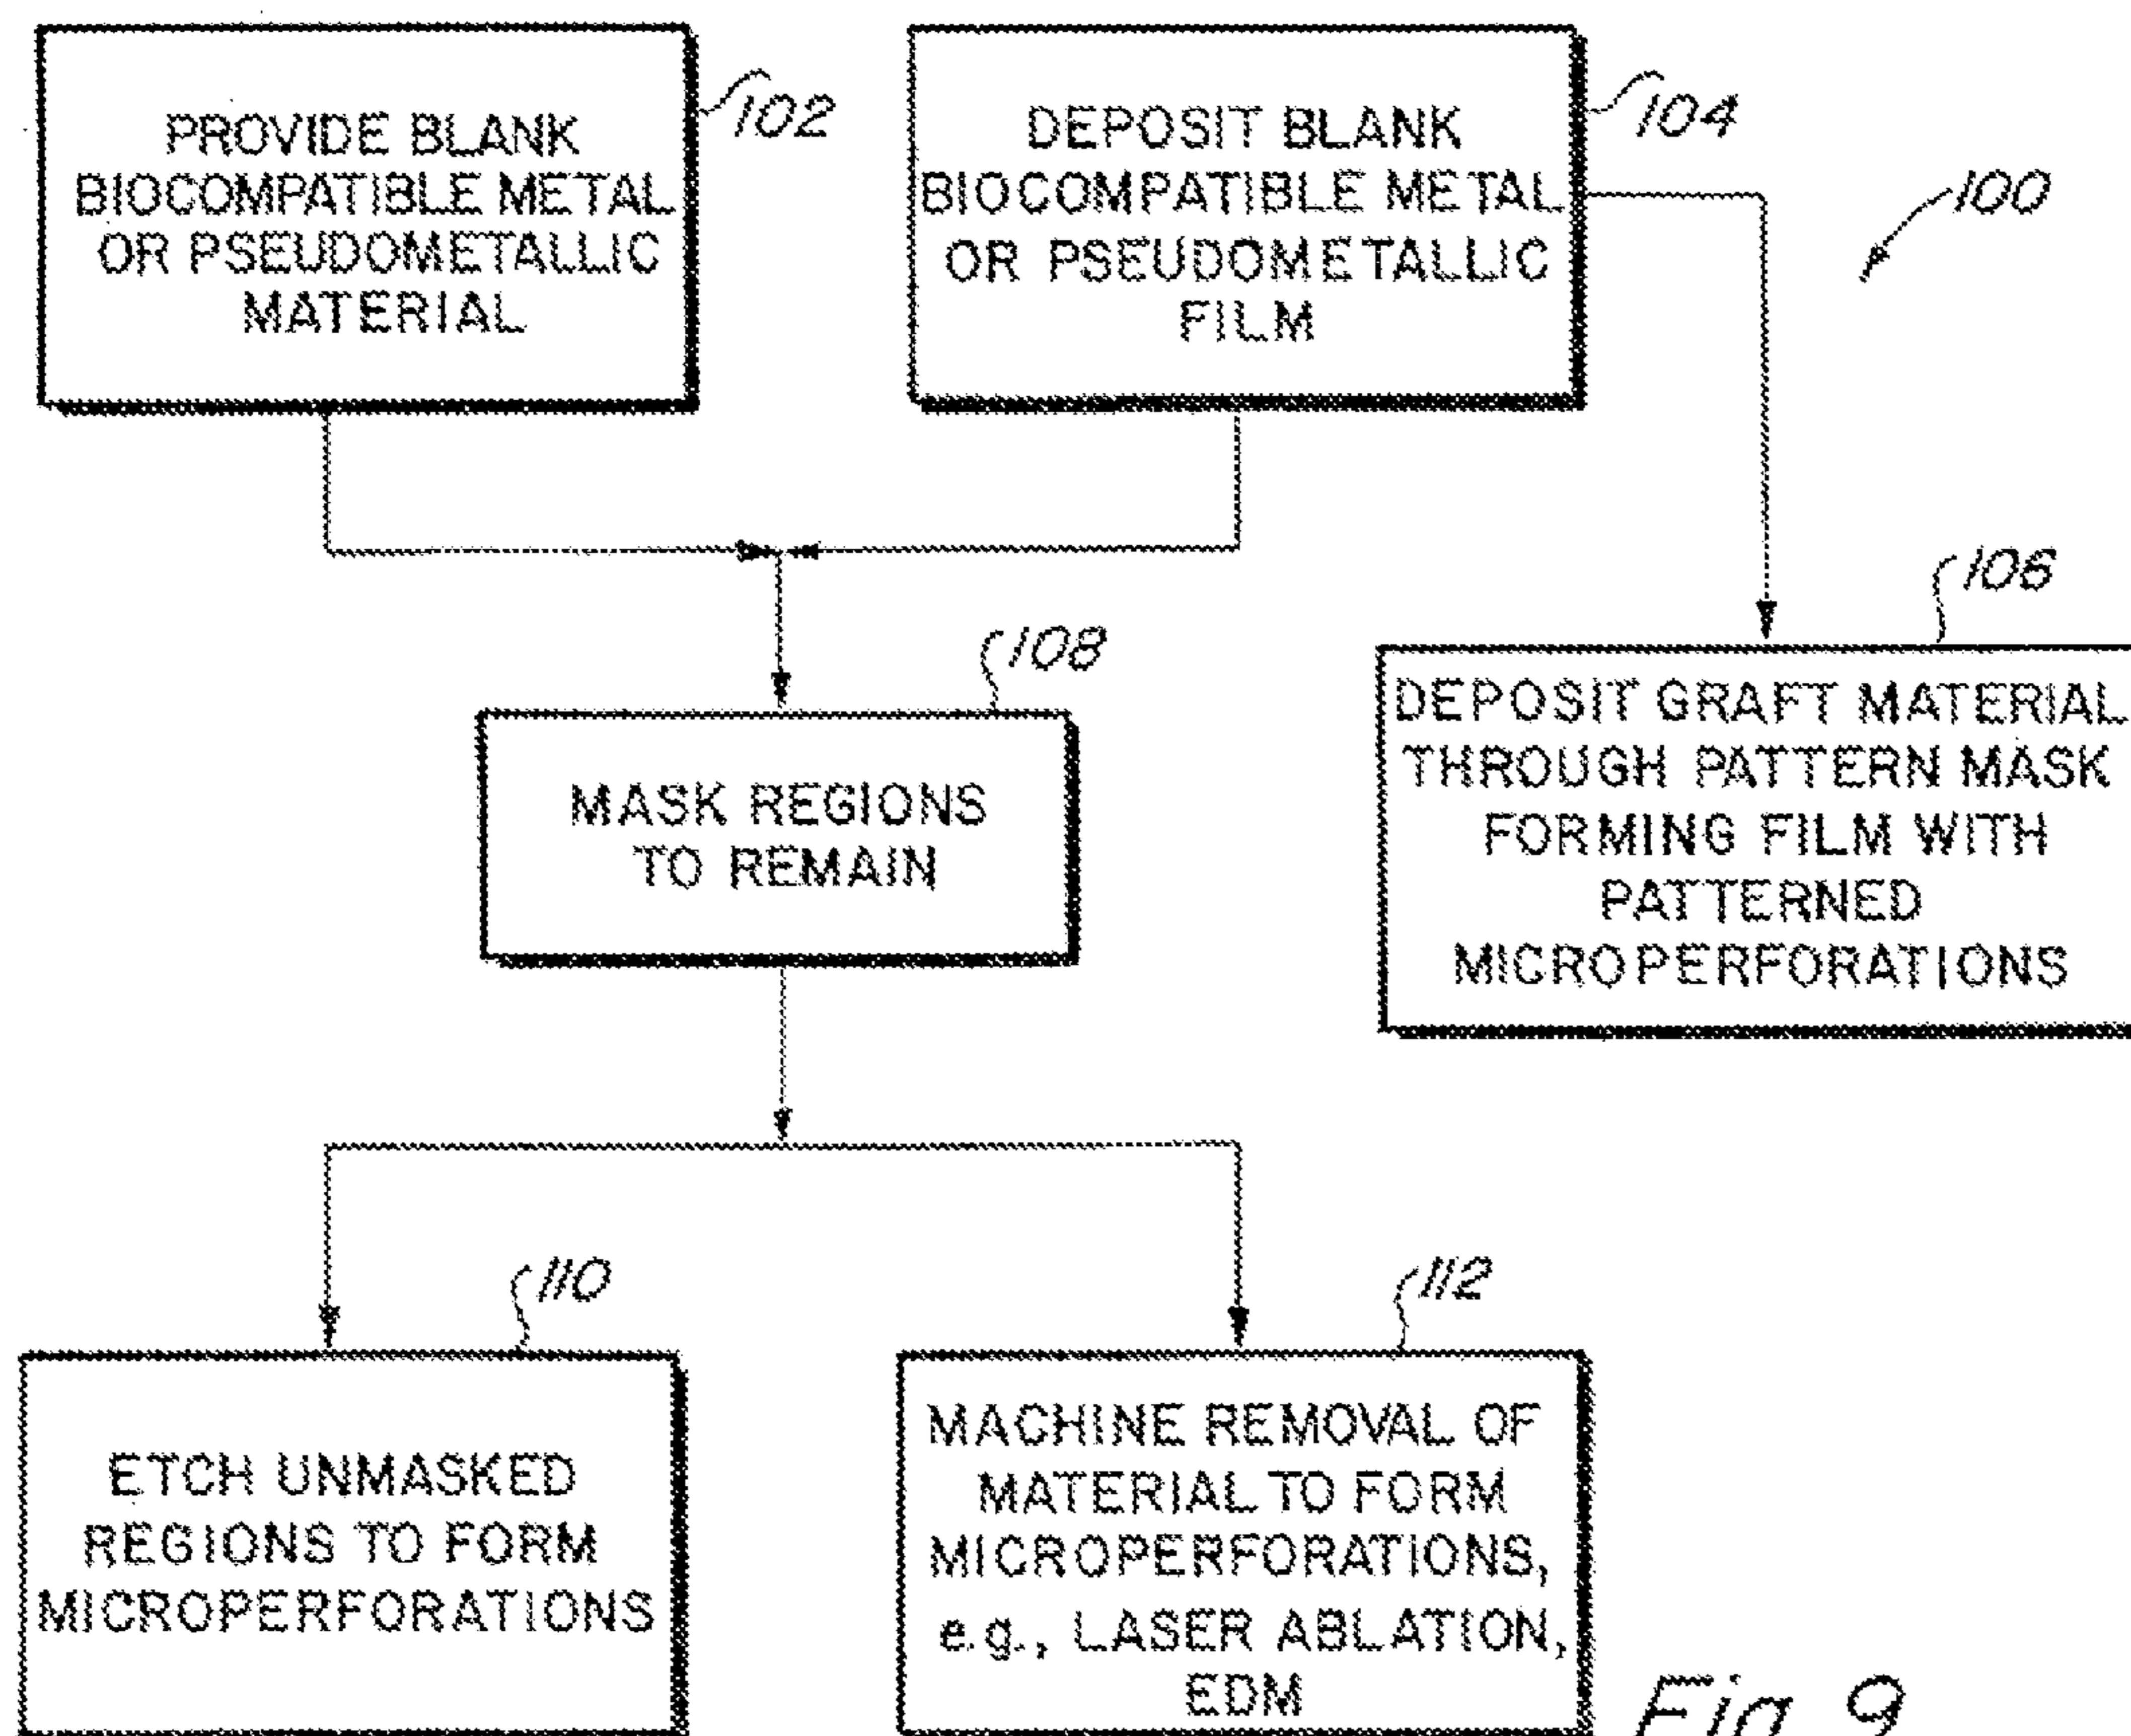 PROVIDE BLANK
BIOCOMPATIBLE METAL
OR PSEUDOMETALLIC
MATERIAL
102
DEPOSIT BLANK
BIOCOMPATIBLE METAL
OR PSEUDOMETALLIC
FILM
104
100
106
DEPOSIT GRAFT MATERIAL
THROUGH PATTERN MASK
FORMING FILM WITH
PATTERNED
MICROPERFORATIONS
108
MASK REGIONS
TO REMAIN
110
ETCH UNMASKED
REGIONS TO FORM
MICROPERFORATIONS
112
MACHINE REMOVAL OF
MATERIAL TO FORM
MICROPERFORATIONS,
e.g., LASER ABLATION,
EDM
Fig. 9